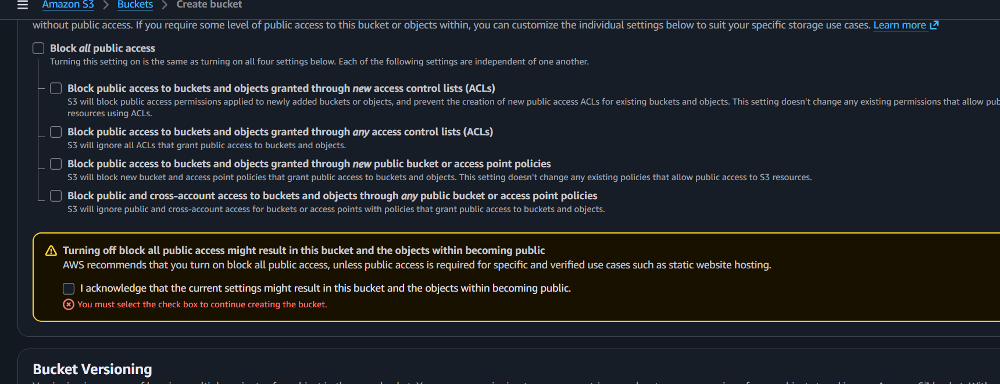 Amazon S3 > Buckets > Create bucket
without public access. If you require some level of public access to this bucket or objects within, you can customize the individual settings below to suit your specific storage use cases. Learn more
Block all public access
Turning this setting on is the same as turning on all four settings below. Each of the following settings are independent of one another.
Block public access to buckets and objects granted through new access control lists (ACLs)
S3 will block public access permissions applied to newly added buckets or objects, and prevent the creation of new public access ACLs for existing buckets and objects. This setting doesn't change any existing permissions that allow pub
resources using ACLs.
Block public access to buckets and objects granted through any access control lists (ACLs)
S3 will ignore all ACLs that grant public access to buckets and objects.
Block public access to buckets and objects granted through new public bucket or access point policies
S3 will block new bucket and access point policies that grant public access to buckets and objects. This setting doesn't change any existing policies that allow public access to S3 resources.
Block public and cross-account access to buckets and objects through any public bucket or access point policies
S3 will ignore public and cross-account access for buckets or access points with policies that grant public access to buckets and objects.
Turning off block all public access might result in this bucket and the objects within becoming public
AWS recommends that you turn on block all public access, unless public access is required for specific and verified use cases such as static website hosting.
I acknowledge that the current settings might result in this bucket and the objects within becoming public.
You must select the check box to continue creating the bucket.
Bucket Versioning